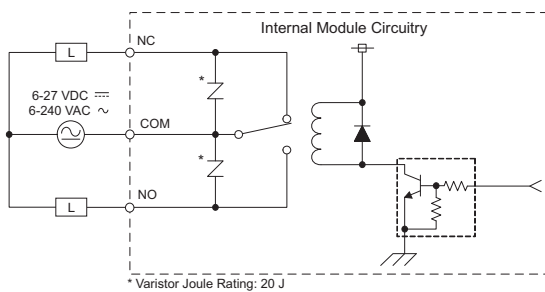 Internal Module Circuitry
NC
L
*
6-27 VDC ⎓
6-240 VAC ∿
COM
*
NO
L
* Varistor Joule Rating: 20 J